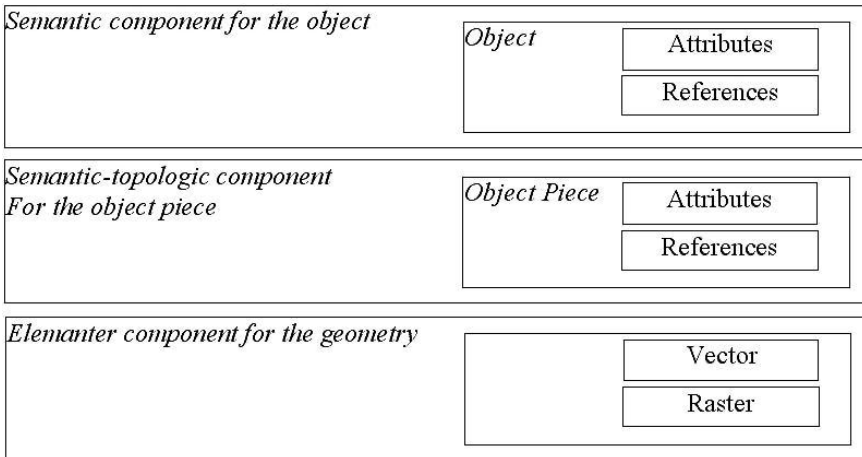 Semantic component for the object
Object
Attributes
References
Semantic-topologic component
For the object piece
Object Piece
Attributes
References
Elemanter component for the geometry
Vector
Raster